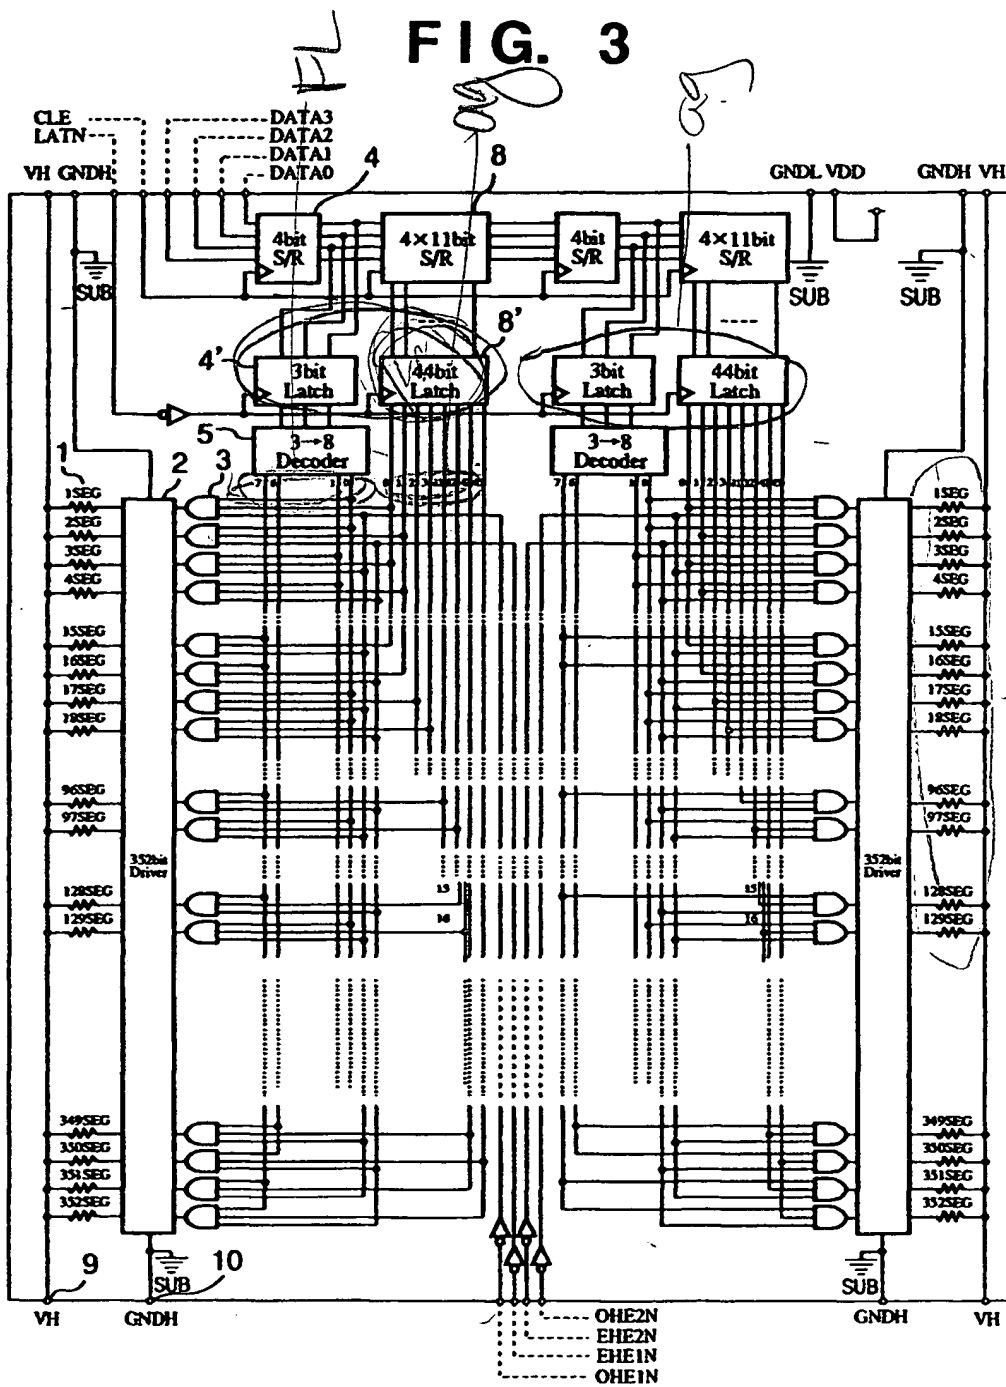 FIG. 3
CLE
LATN
DATA3
DATA2
DATA1
DATA0
4
8
VH GNDH
GNDL VDD
GNDH VH
4bit S/R
4×11bit S/R
4bit S/R
4×11bit S/R
SUB
SUB
SUB
4'
8'
3bit Latch
44bit Latch
3bit Latch
44bit Latch
5
3→8 Decoder
3→8 Decoder
1
2
3
1SEG
2SEG
3SEG
4SEG
15SEG
16SEG
17SEG
18SEG
96SEG
97SEG
352bit Driver
128SEG
129SEG
15
16
349SEG
350SEG
351SEG
352SEG
1SEG
2SEG
3SEG
4SEG
15SEG
16SEG
17SEG
18SEG
96SEG
97SEG
352bit Driver
128SEG
129SEG
15
16
349SEG
350SEG
351SEG
352SEG
9
SUB
10
SUB
VH
GNDH
GNDH
VH
OHE2N
EHE2N
EHE1N
OHE1N